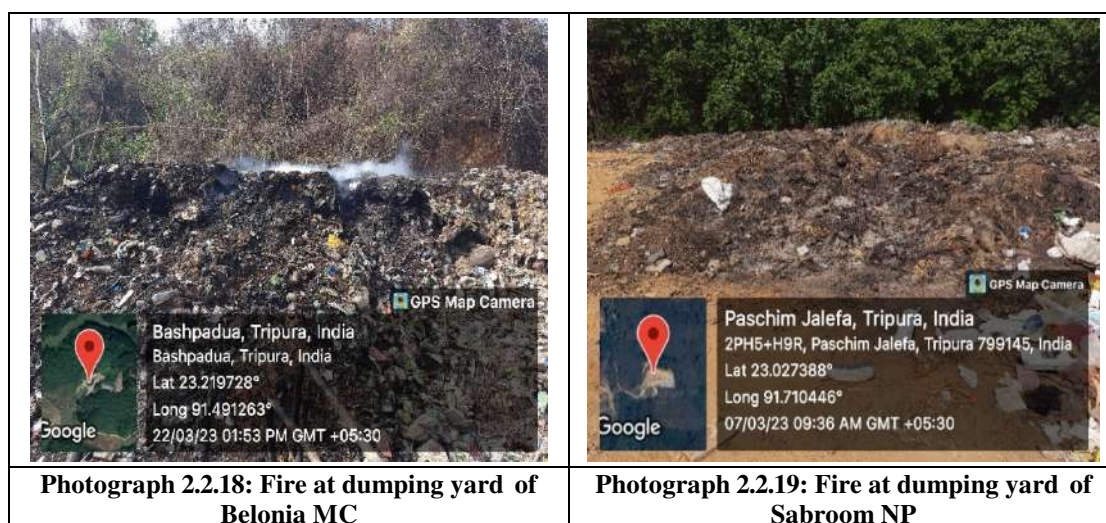 GPS Map Camera
Bashpadua, Tripura, India
Bashpadua, Tripura, India
Lat 23.219728°
Long 91.491263°
22/03/23 01:53 PM GMT +05:30
Google
GPS Map Camera
Paschim Jalefa, Tripura, India
2PH5+H9R, Paschim Jalefa, Tripura 799145, India
Lat 23.027388°
Long 91.710446°
07/03/23 09:36 AM GMT +05:30
Google
Photograph 2.2.18: Fire at dumping yard of
Belonia MC
Photograph 2.2.19: Fire at dumping yard of
Sabroom NP